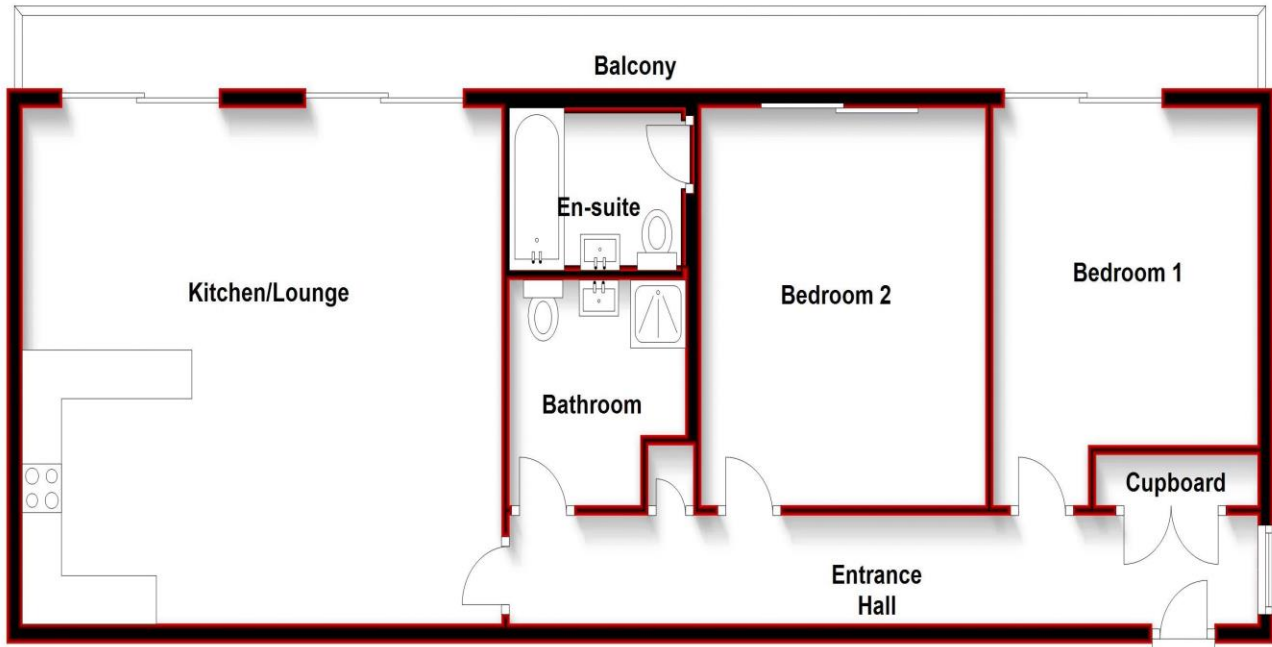 Balcony
En-suite
Kitchen/Lounge
Bedroom 2
Bedroom 1
Bathroom
Cupboard
Entrance
Hall